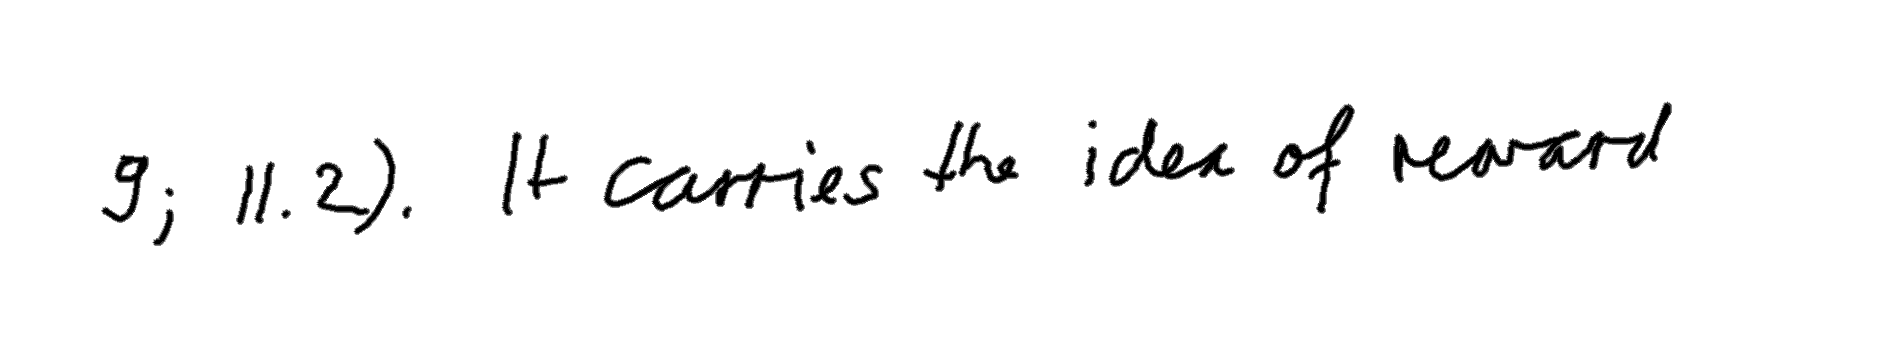 9; 11.2). It carries the idea of reward